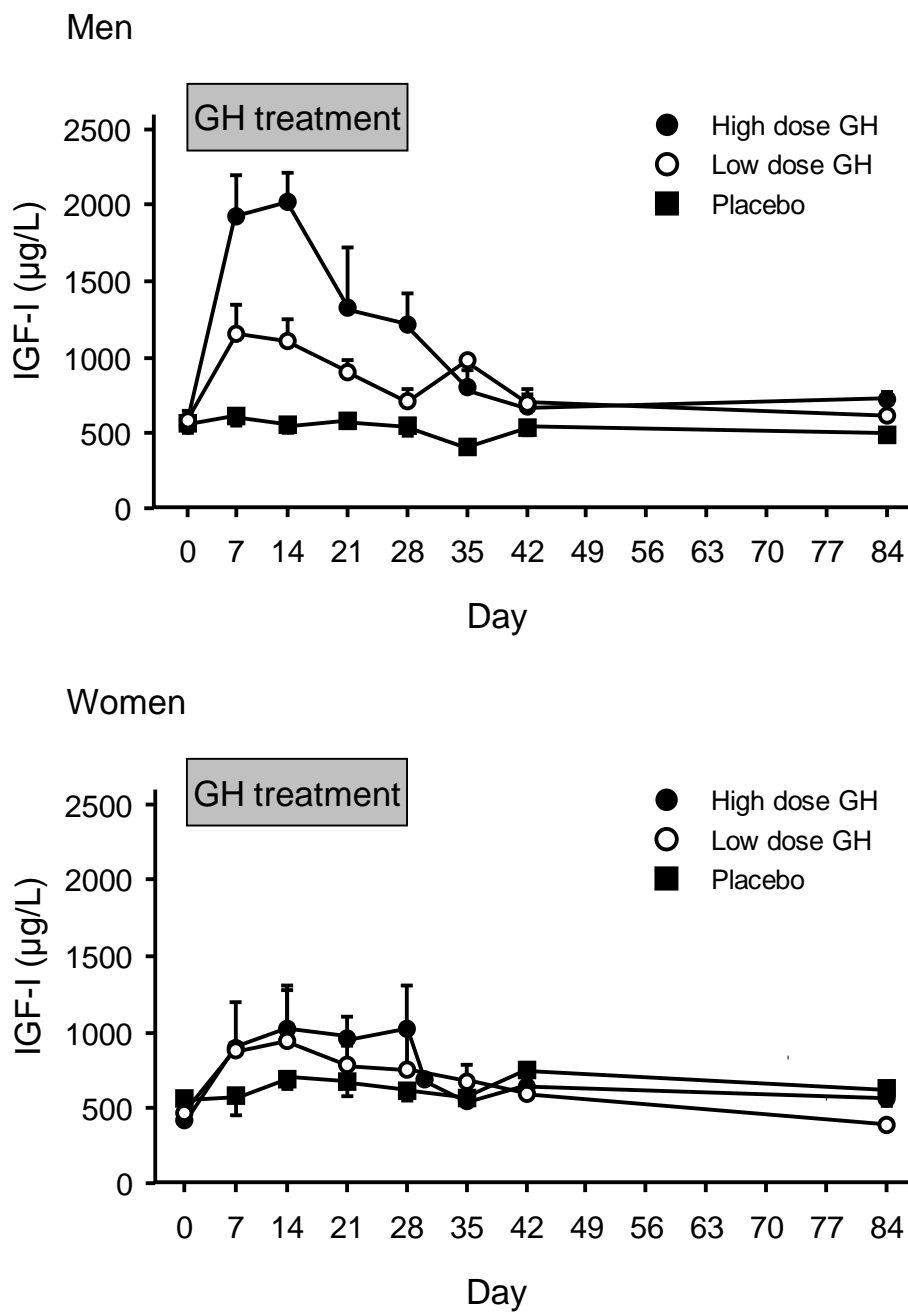 Men
GH treatment
High dose GH
Low dose GH
Placebo
2500
2000
1500
1000
500
0
IGF-I (µg/L)
0 7 14 21 28 35 42 49 56 63 70 77 84
Day
Women
GH treatment
High dose GH
Low dose GH
Placebo
2500
2000
1500
1000
500
0
IGF-I (µg/L)
0 7 14 21 28 35 42 49 56 63 70 77 84
Day